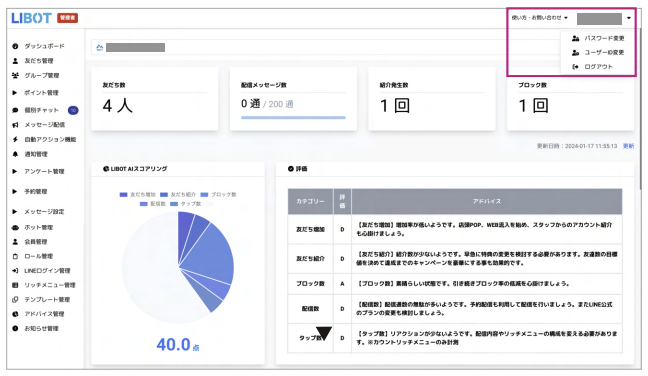 LIBOT 管理者
使い方・お問い合わせ
パスワード変更
ユーザーID変更
ログアウト
ダッシュボード
友だち管理
グループ管理
ポイント管理
個別チャット 10
メッセージ配信
自動アクション機能
通知管理
アンケート管理
予約管理
メッセージ設定
ボット管理
会員管理
ロール管理
LINEログイン管理
リッチメニュー管理
テンプレート管理
アドバイス管理
お知らせ管理
友だち数
4 人
配信メッセージ数
0 通 / 200 通
紹介発生数
1 回
ブロック数
1 回
更新日時：2024-01-17 11:55:13 更新
LIBOT AIスコアリング
友だち増加 友だち紹介 ブロック数
配信数 タップ数
40.0 点
評価
カテゴリー 評価 アドバイス
友だち増加 D 【友だち増加】増加率が低いようです。店頭POP、WEB流入を始め、スタッフからのアカウント紹介
も心掛けましょう。
友だち紹介 D 【友だち紹介】紹介数が少ないようです。早急に特典の変更を検討する必要があります。友達数の目標
値を決めて達成までのキャンペーンを豪華にする事も効果的です。
ブロック数 A 【ブロック数】素晴らしい状態です。引き続きブロック率の低減を心掛けましょう。
配信数 D 【配信数】配信通数の無駄が多いようです。予約配信も利用して配信を行いましょう。またLINE公式
のプランの変更も検討しましょう。
タップ数 D 【タップ数】リアクションが少ないようです。配信内容やリッチメニューの構成を変える必要がありま
す。※カウントリッチメニューのみ計測